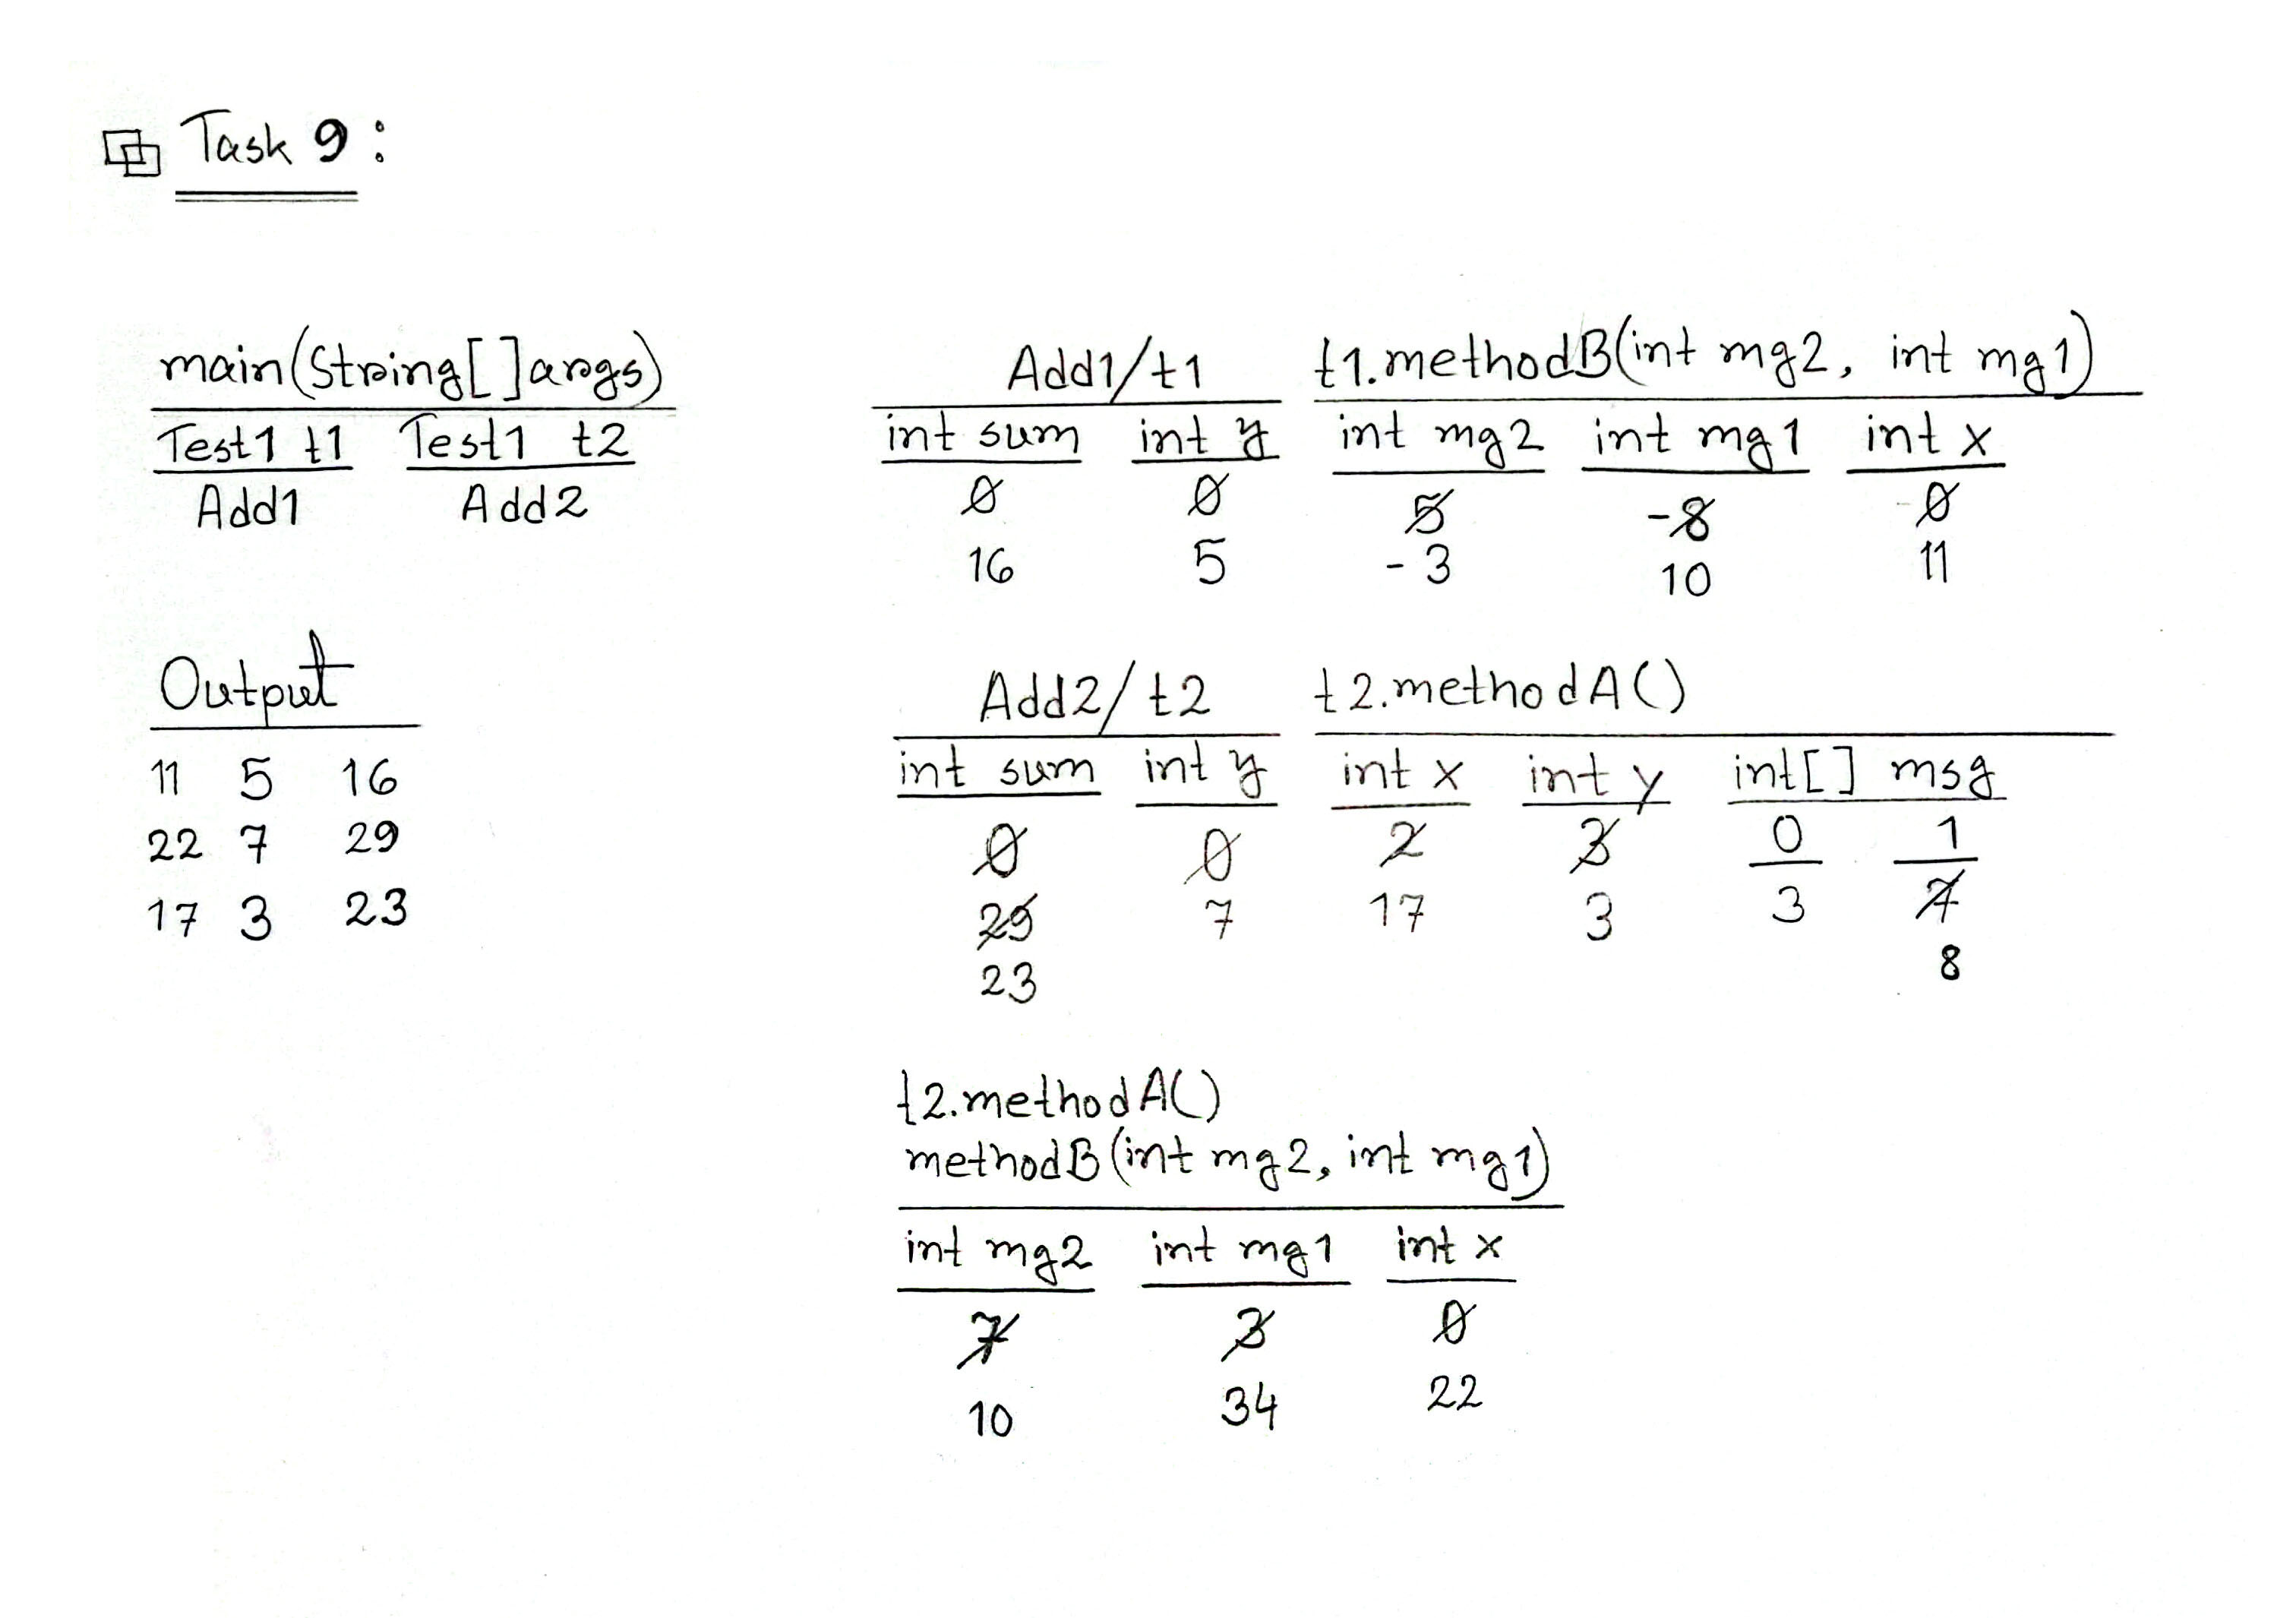 Task 9:
main(String[]args)
Test1 t1 Test1 t2
Add1 Add2
Output
11 5 16
22 7 29
17 3 23
Add1/t1
int sum int y
0 0
16 5
t1.methodB(int mg2, int mg1)
int mg2 int mg1 int x
5 -8 0
-3 10 11
Add2/t2
int sum int y
0 0
29 7
23
t2.methodA()
int x int y int[] msg
2 3 0 1
17 3 3 7
8
t2.methodA()
methodB(int mg2, int mg1)
int mg2 int mg1 int x
7 3 0
10 34 22